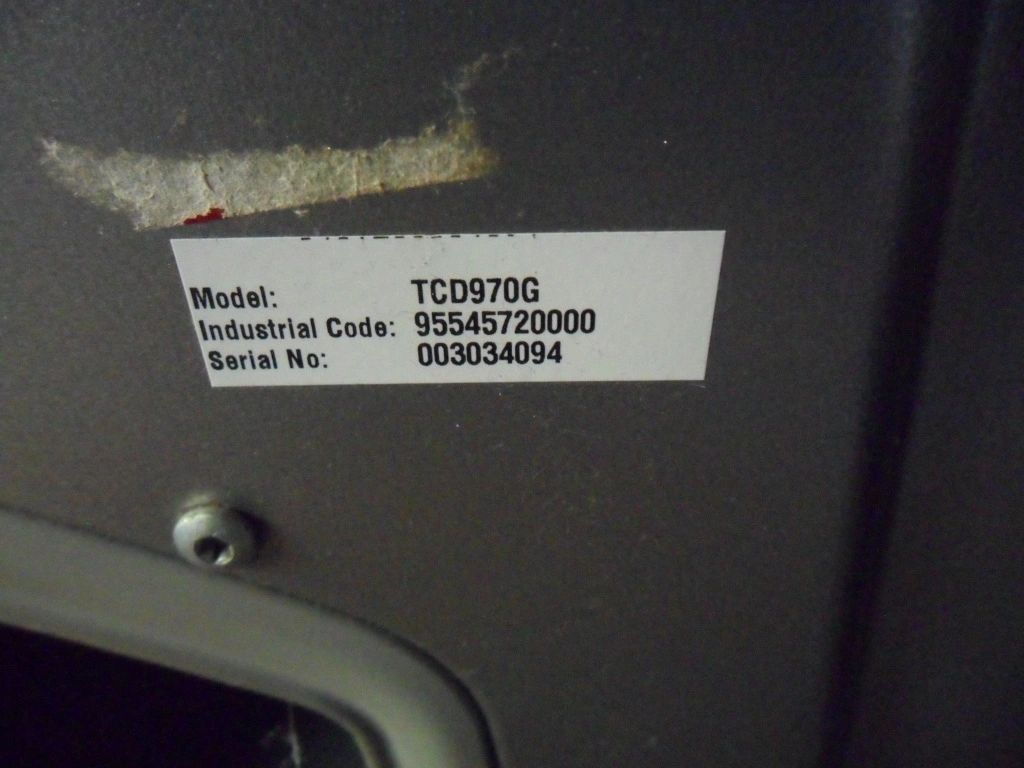 Model: TCD970G
Industrial Code: 95545720000
Serial No: 003034094